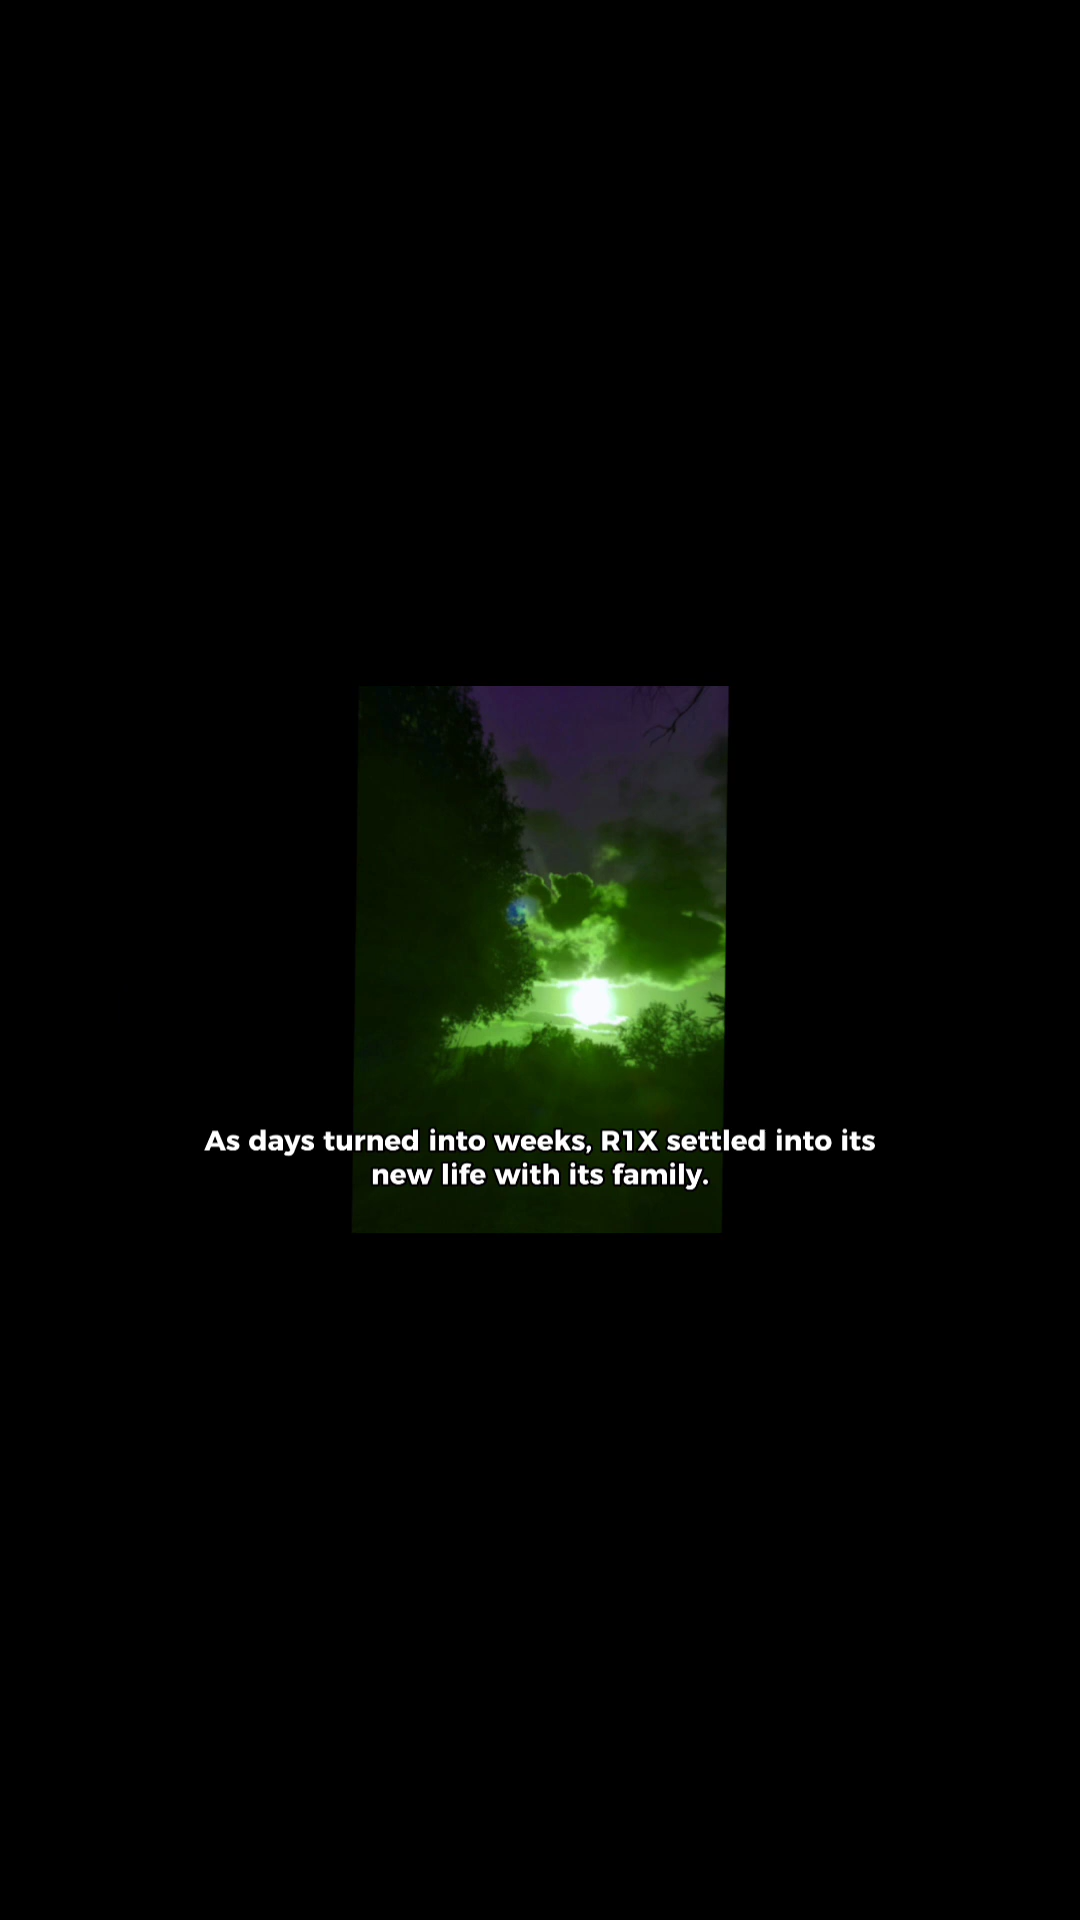 As days turned into weeks, R1X settled into its
new life with its family.